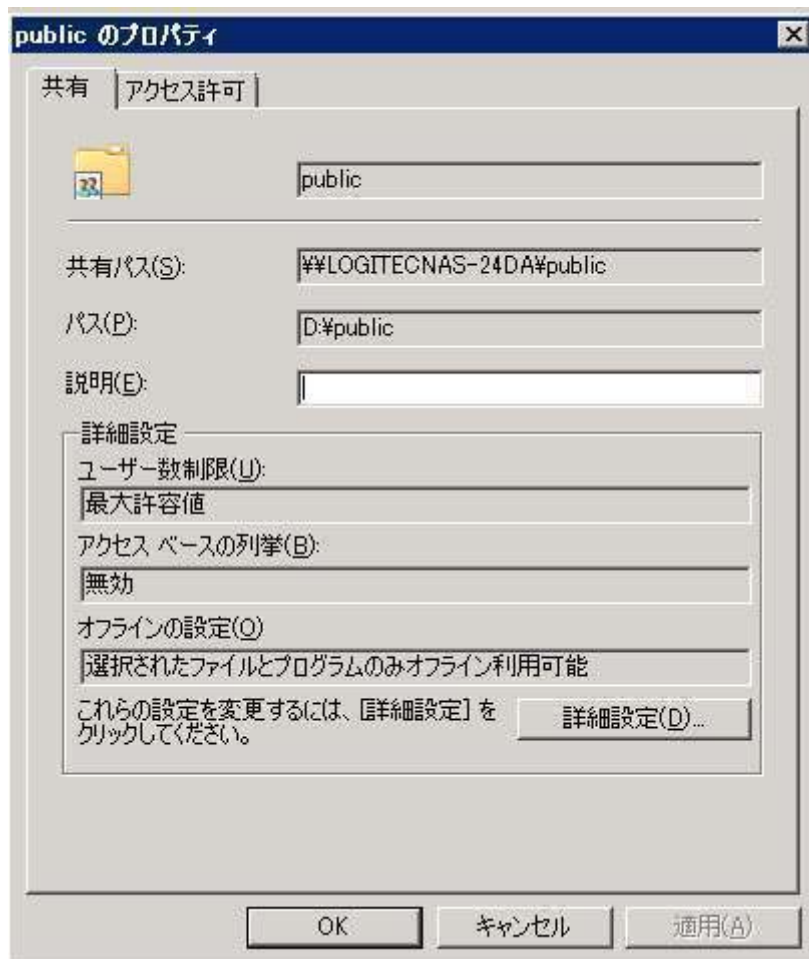 public のプロパティ
共有
アクセス許可
public
共有パス(S):
¥¥LOGITECNAS-24DA¥public
パス(P):
D:¥public
説明(E):
詳細設定
ユーザー数制限(U):
最大許容値
アクセス ベースの列挙(B):
無効
オフラインの設定(O)
選択されたファイルとプログラムのみオフライン利用可能
これらの設定を変更するには、[詳細設定] を
クリックしてください。
詳細設定(D)...
OK
キャンセル
適用(A)